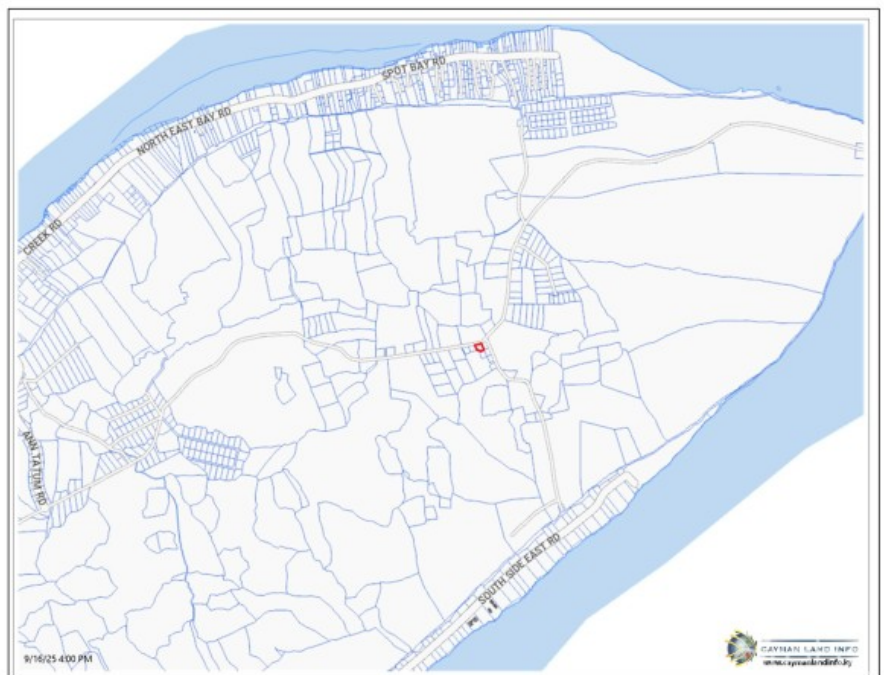 SPOT BAY RD
NORTH EAST BAY RD
CREEK RD
ANN TATUM RD
SOUTH SIDE EAST RD
9/16/25 4:00 PM
CAYMAN LAND INFO
www.caymanlandinfo.ky